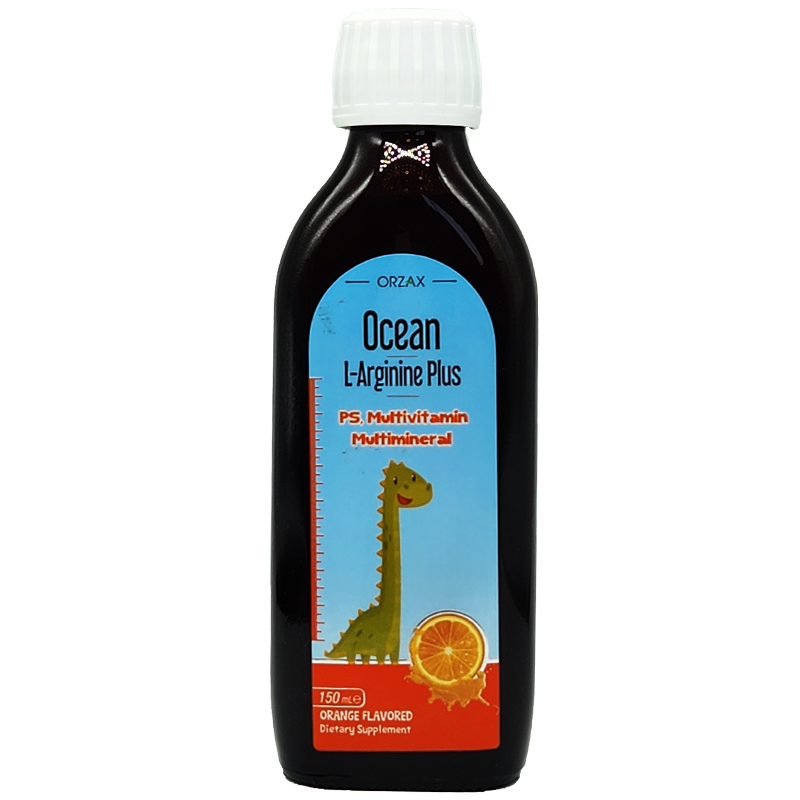 ORZAX
Ocean
L-Arginine Plus
PS, Multivitamin
Multimineral
150 mL℮
ORANGE FLAVORED
Dietary Supplement